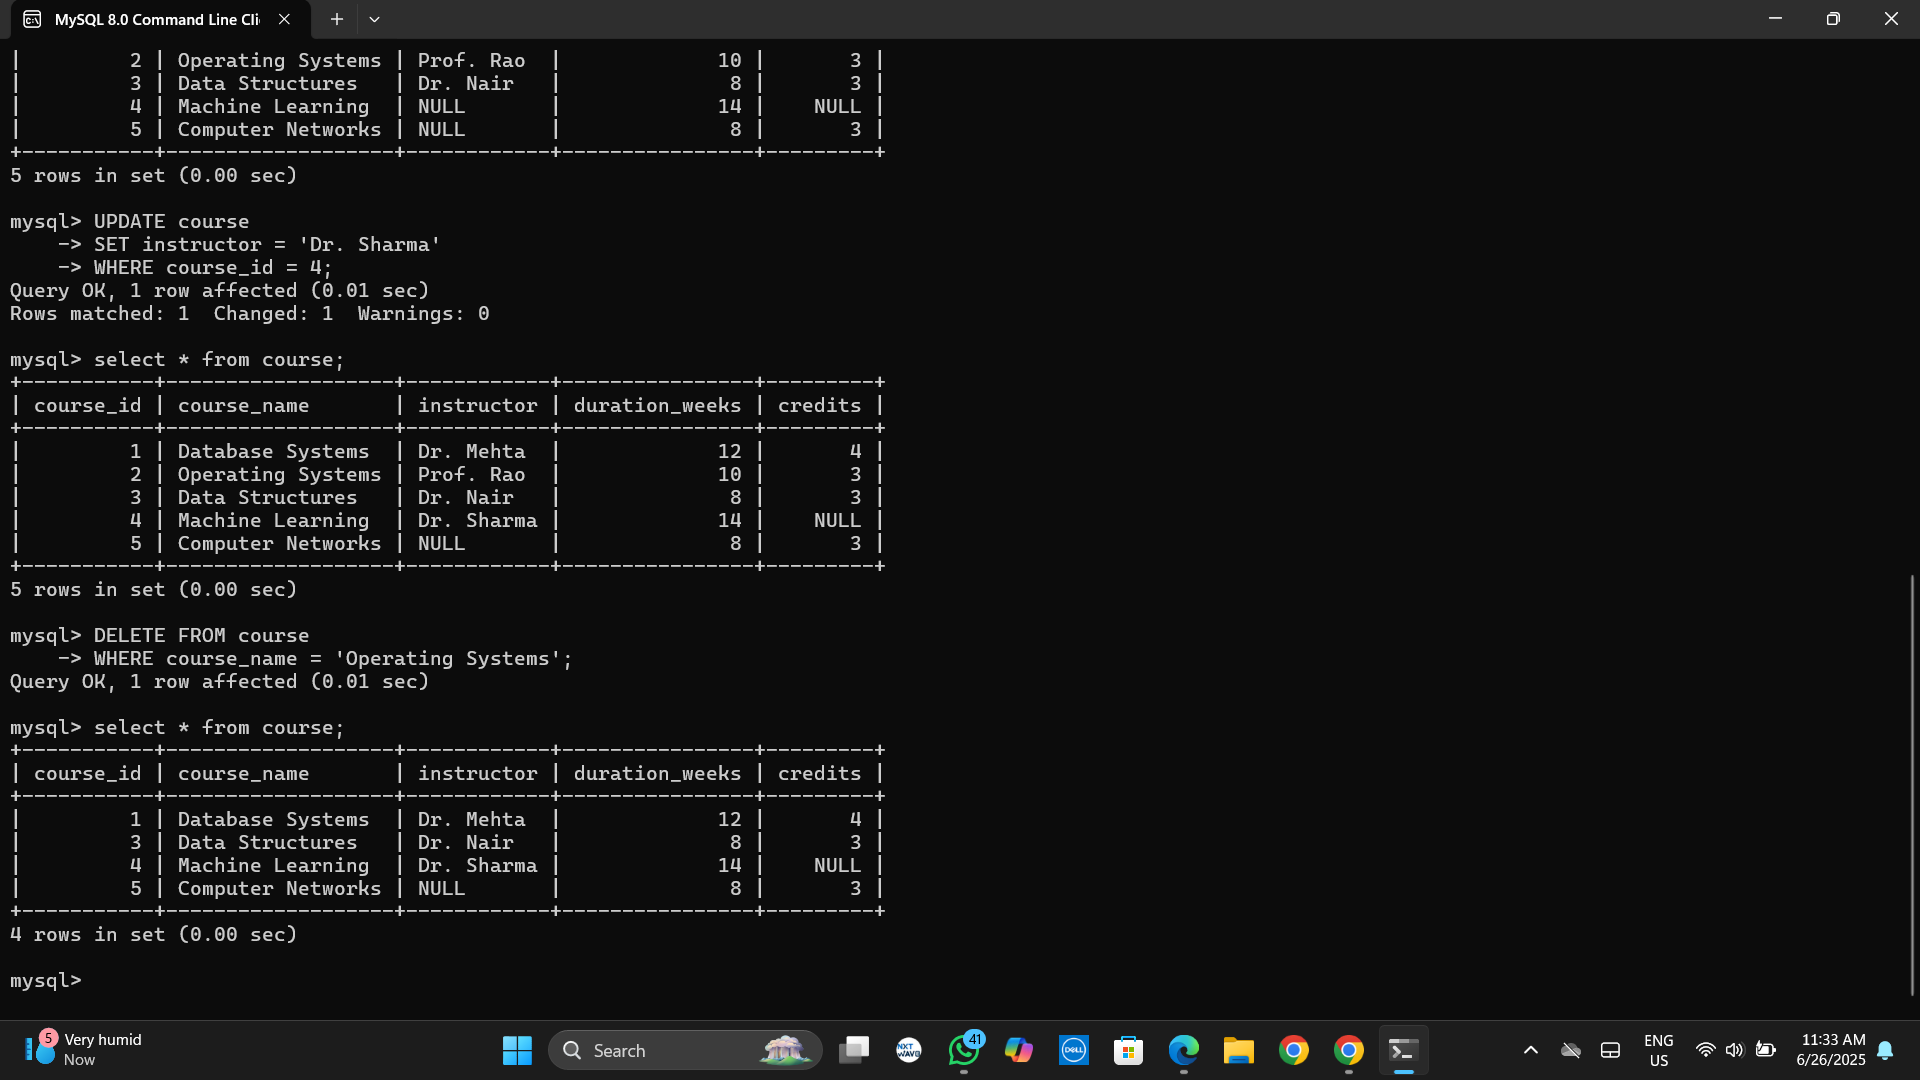 MySQL 8.0 Command Line Cli
|         2 | Operating Systems | Prof. Rao  |             10 |       3 |
|         3 | Data Structures   | Dr. Nair   |              8 |       3 |
|         4 | Machine Learning  | NULL       |             14 |    NULL |
|         5 | Computer Networks | NULL       |              8 |       3 |
+-----------+-------------------+------------+----------------+---------+
5 rows in set (0.00 sec)

mysql> UPDATE course
    -> SET instructor = 'Dr. Sharma'
    -> WHERE course_id = 4;
Query OK, 1 row affected (0.01 sec)
Rows matched: 1  Changed: 1  Warnings: 0

mysql> select * from course;
+-----------+-------------------+------------+----------------+---------+
| course_id | course_name       | instructor | duration_weeks | credits |
+-----------+-------------------+------------+----------------+---------+
|         1 | Database Systems  | Dr. Mehta  |             12 |       4 |
|         2 | Operating Systems | Prof. Rao  |             10 |       3 |
|         3 | Data Structures   | Dr. Nair   |              8 |       3 |
|         4 | Machine Learning  | Dr. Sharma |             14 |    NULL |
|         5 | Computer Networks | NULL       |              8 |       3 |
+-----------+-------------------+------------+----------------+---------+
5 rows in set (0.00 sec)

mysql> DELETE FROM course
    -> WHERE course_name = 'Operating Systems';
Query OK, 1 row affected (0.01 sec)

mysql> select * from course;
+-----------+-------------------+------------+----------------+---------+
| course_id | course_name       | instructor | duration_weeks | credits |
+-----------+-------------------+------------+----------------+---------+
|         1 | Database Systems  | Dr. Mehta  |             12 |       4 |
|         3 | Data Structures   | Dr. Nair   |              8 |       3 |
|         4 | Machine Learning  | Dr. Sharma |             14 |    NULL |
|         5 | Computer Networks | NULL       |              8 |       3 |
+-----------+-------------------+------------+----------------+---------+
4 rows in set (0.00 sec)

mysql>
5
Very humid
Now
Search
NXT WAVE
41
DELL
ENG
US
11:33 AM
6/26/2025